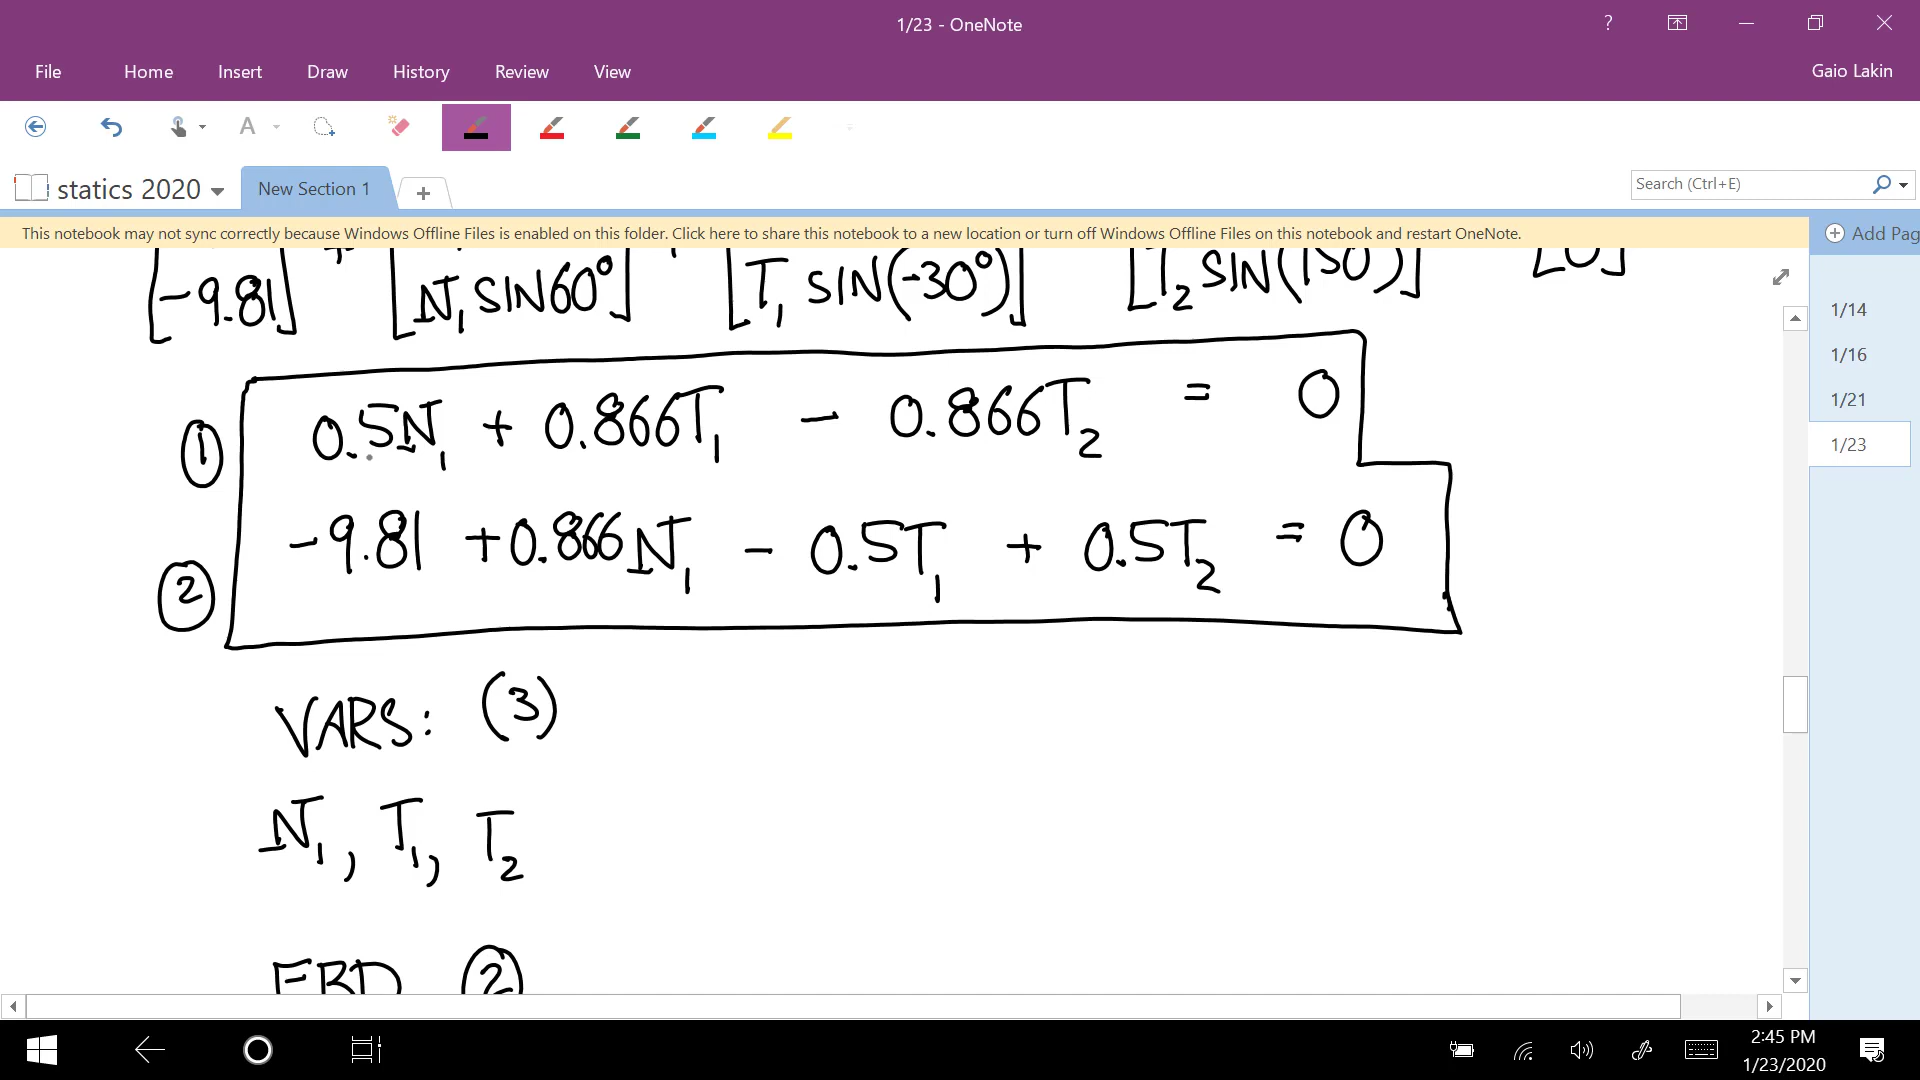 1/23 - OneNote
?
File Home Insert Draw History Review View Gaio Lakin
A
statics 2020 New Section 1 + Search (Ctrl+E)
This notebook may not sync correctly because Windows Offline Files is enabled on this folder. Click here to share this notebook to a new location or turn off Windows Offline Files on this notebook and restart OneNote.
Add Pag
[-9.81] + [N₁ SIN60°] [T₁ SIN(-30°)] [T₂ SIN(150°)] [0]
① 0.5N₁ + 0.866T₁ - 0.866T₂ = 0
② -9.81 + 0.866N₁ - 0.5T₁ + 0.5T₂ = 0
VARS: (3)
N₁, T₁, T₂
FBD ②
1/14
1/16
1/21
1/23
2:45 PM
1/23/2020